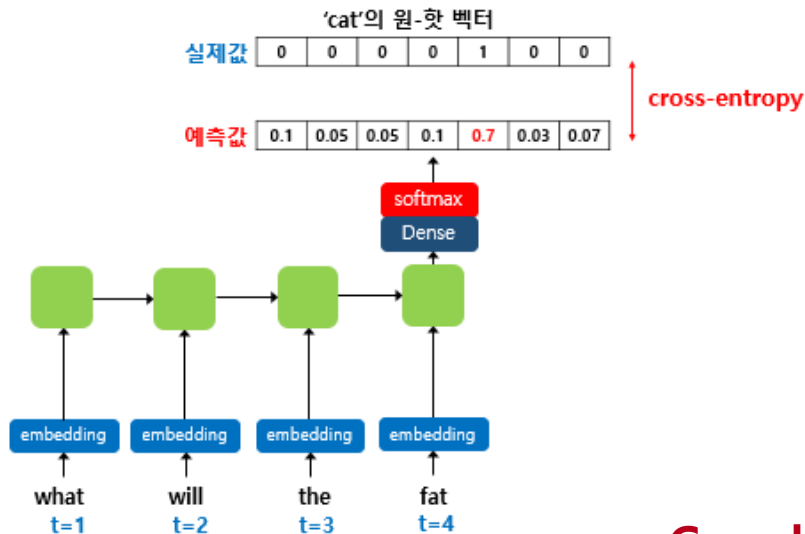 'cat'의 원-핫 벡터
실제값 0 0 0 0 1 0 0
cross-entropy
예측값 0.1 0.05 0.05 0.1 0.7 0.03 0.07
softmax
Dense
embedding embedding embedding embedding
what will the fat
t=1 t=2 t=3 t=4